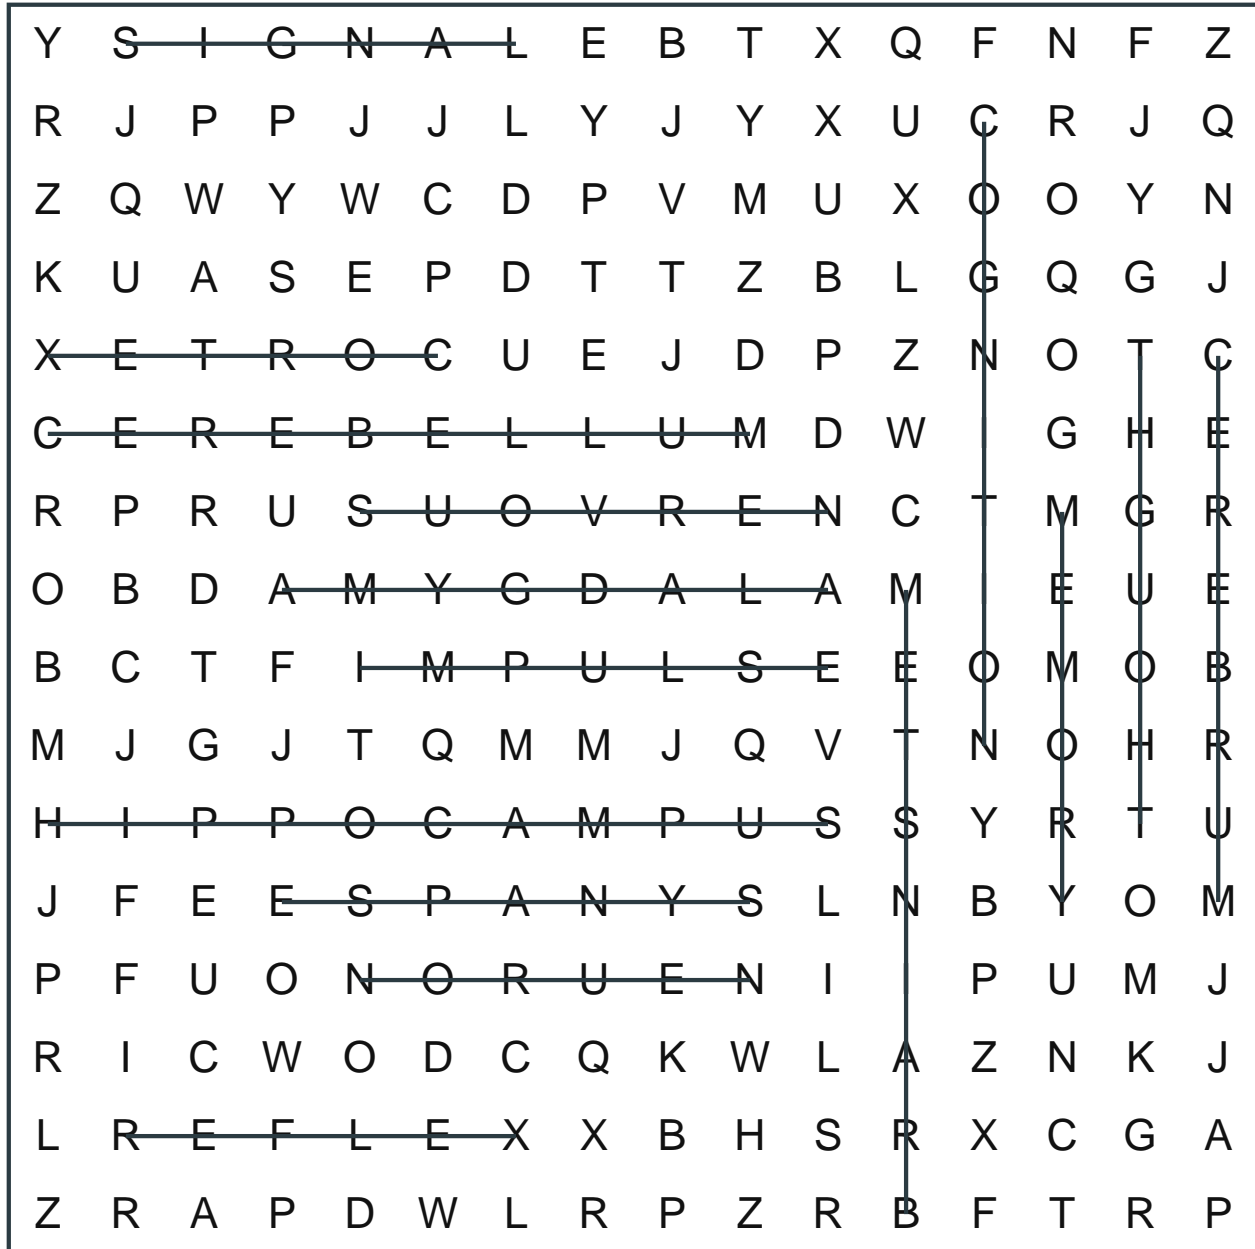 Y S I G N A L E B T X Q F N F Z
R J P P J J L Y J Y X U C R J Q
Z Q W Y W C D P V M U X O O Y N
K U A S E P D T T Z B L G Q G J
X E T R O C U E J D P Z N O T C
C E R E B E L L U M D W I G H E
R P R U S U O V R E N C T M G R
O B D A M Y G D A L A M I E U E
B C T F I M P U L S E E O M O B
M J G J T Q M M J Q V T N O H R
H I P P O C A M P U S S Y R T U
J F E E S P A N Y S L N B Y O M
P F U O N O R U E N I I P U M J
R I C W O D C Q K W L A Z N K J
L R E F L E X X B H S R X C G A
Z R A P D W L R P Z R B F T R P